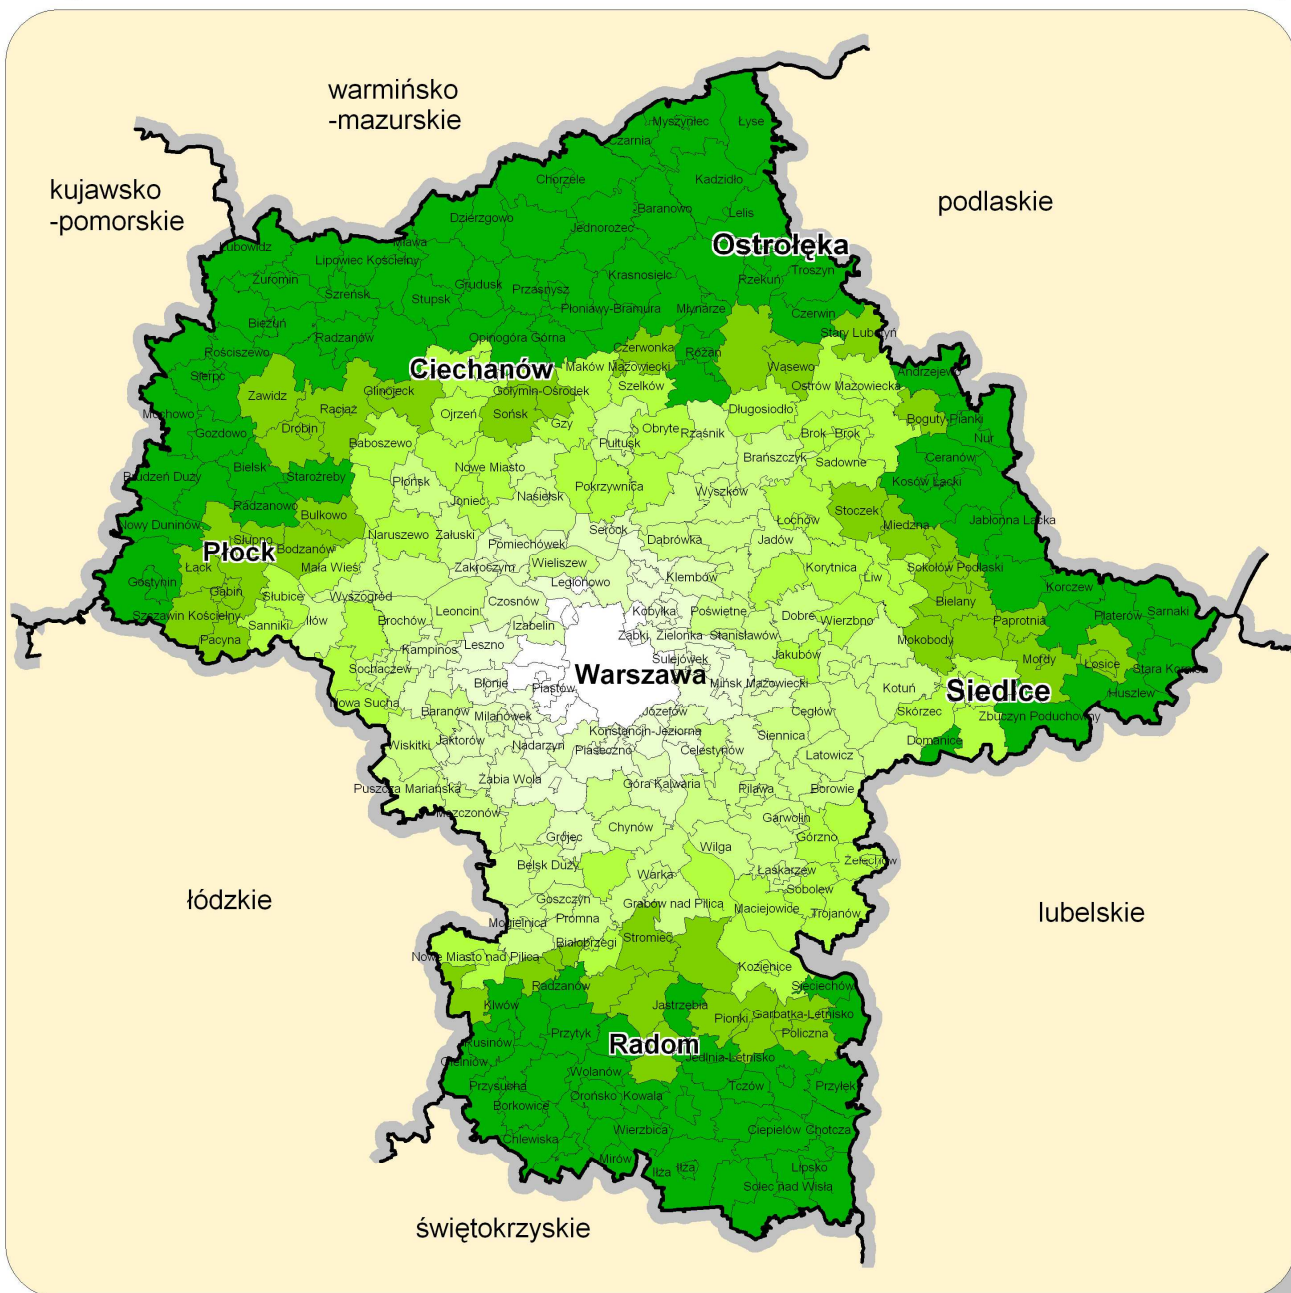 warmińsko
-mazurskie
kujawsko
-pomorskie
podlaskie
Myszyniec
Łyse
Czarnia
Chorzele
Kadzidło
Baranowo
Lelis
Dzierzgowo
Jednorożec
Ostrołęka
Lubowidz
Mława
Lipowiec Kościelny
Troszyn
Żuromin
Szreńsk
Stupsk
Grudusk
Przasnysz
Krasnosielc
Rzekuń
Płoniawy-Bramura
Młynarze
Czerwin
Bieżuń
Radzanów
Opinogóra Górna
Stary Lubotyń
Rościszewo
Czerwonka
Różan
Sierpc
Ciechanów
Maków Mazowiecki
Wąsewo
Andrzejewo
Zawidz
Glinojeck
Gołymin-Ośrodek
Szelków
Ostrów Mazowiecka
Mochowo
Raciąż
Ojrzeń
Sońsk
Gzy
Długosiodło
Boguty-Pianki
Gozdowo
Drobin
Baboszewo
Pułtusk
Obryte
Rząśnik
Brok
Brok
Nur
Brudzeń Duży
Bielsk
Staroźreby
Nowe Miasto
Brańszczyk
Sadowne
Ceranów
Płońsk
Nasielsk
Pokrzywnica
Wyszków
Kosów Lacki
Radzanowo
Bulkowo
Joniec
Stoczek
Miedzna
Jabłonna Lacka
Nowy Duninów
Słupno
Naruszewo
Załuski
Serock
Dąbrówka
Łochów
Jadów
Płock
Bodzanów
Pomiechówek
Łąck
Mała Wieś
Zakroczym
Wieliszew
Korytnica
Sokołów Podlaski
Gostynin
Legionowo
Klembów
Liw
Korczew
Gąbin
Słubice
Wyszogród
Leoncin
Czosnów
Kobyłka
Poświętne
Bielany
Szczawin Kościelny
Sanniki
Iłów
Brochów
Izabelin
Dobre
Wierzbno
Paprotnia
Platerów
Sarnaki
Pacyna
Kampinos
Leszno
Ząbki
Zielonka
Stanisławów
Mokobody
Sochaczew
Sulejówek
Jakubów
Mordy
Łosice
Stara Kornica
Błonie
Piastów
Warszawa
Mińsk Mazowiecki
Kotuń
Siedlce
Huszlew
Nowa Sucha
Baranów
Milanówek
Józefów
Cegłów
Skórzec
Zbuczyn Poduchowny
Wiskitki
Jaktorów
Nadarzyn
Konstancin-Jeziorna
Piaseczno
Celestynów
Siennica
Latowicz
Domanice
Puszcza Mariańska
Żabia Wola
Góra Kalwaria
Pilawa
Borowie
Mszczonów
Grójec
Chynów
Garwolin
Górzno
Belsk Duży
Warka
Wilga
Łaskarzew
Żelechów
łódzkie
Goszczyn
Grabów nad Pilicą
Sobolew
lubelskie
Mogielnica
Promna
Maciejowice
Trojanów
Białobrzegi
Stromiec
Nowe Miasto nad Pilicą
Kozienice
Radzanów
Sieciechów
Klwów
Jastrzębia
Pionki
Garbatka-Letnisko
Policzna
Rusinów
Przytyk
Radom
Gielniów
Jedlnia-Letnisko
Przysucha
Wolanów
Tczów
Przyłęk
Borkowice
Orońsko
Kowala
Chlewiska
Wierzbica
Ciepielów
Chotcza
Mirów
Iłża
Iłża
Lipsko
Solec nad Wisłą
świętokrzyskie